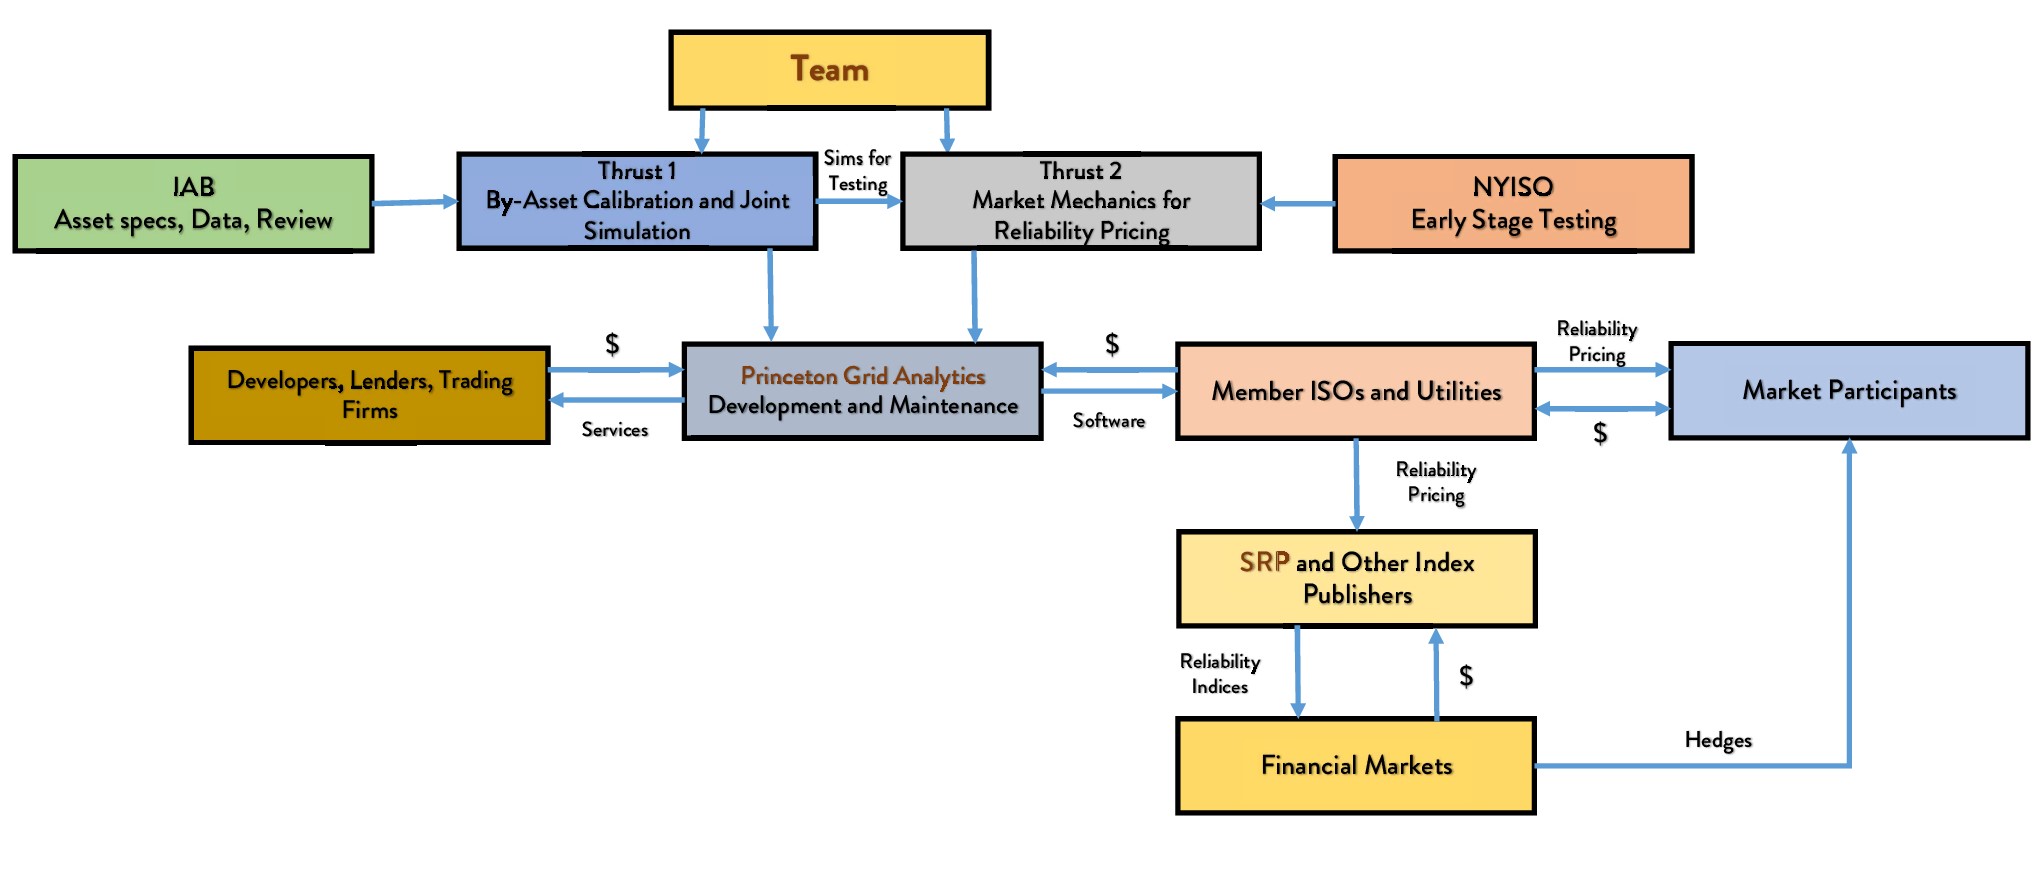 Team
IAB
Asset specs, Data, Review
Thrust 1
By-Asset Calibration and Joint
Simulation
Sims for
Testing
Thrust 2
Market Mechanics for
Reliability Pricing
NYISO
Early Stage Testing
Developers, Lenders, Trading
Firms
$
Services
Princeton Grid Analytics
Development and Maintenance
$
Software
Member ISOs and Utilities
Reliability
Pricing
$
Market Participants
Reliability
Pricing
SRP and Other Index
Publishers
Reliability
Indices
$
Financial Markets
Hedges